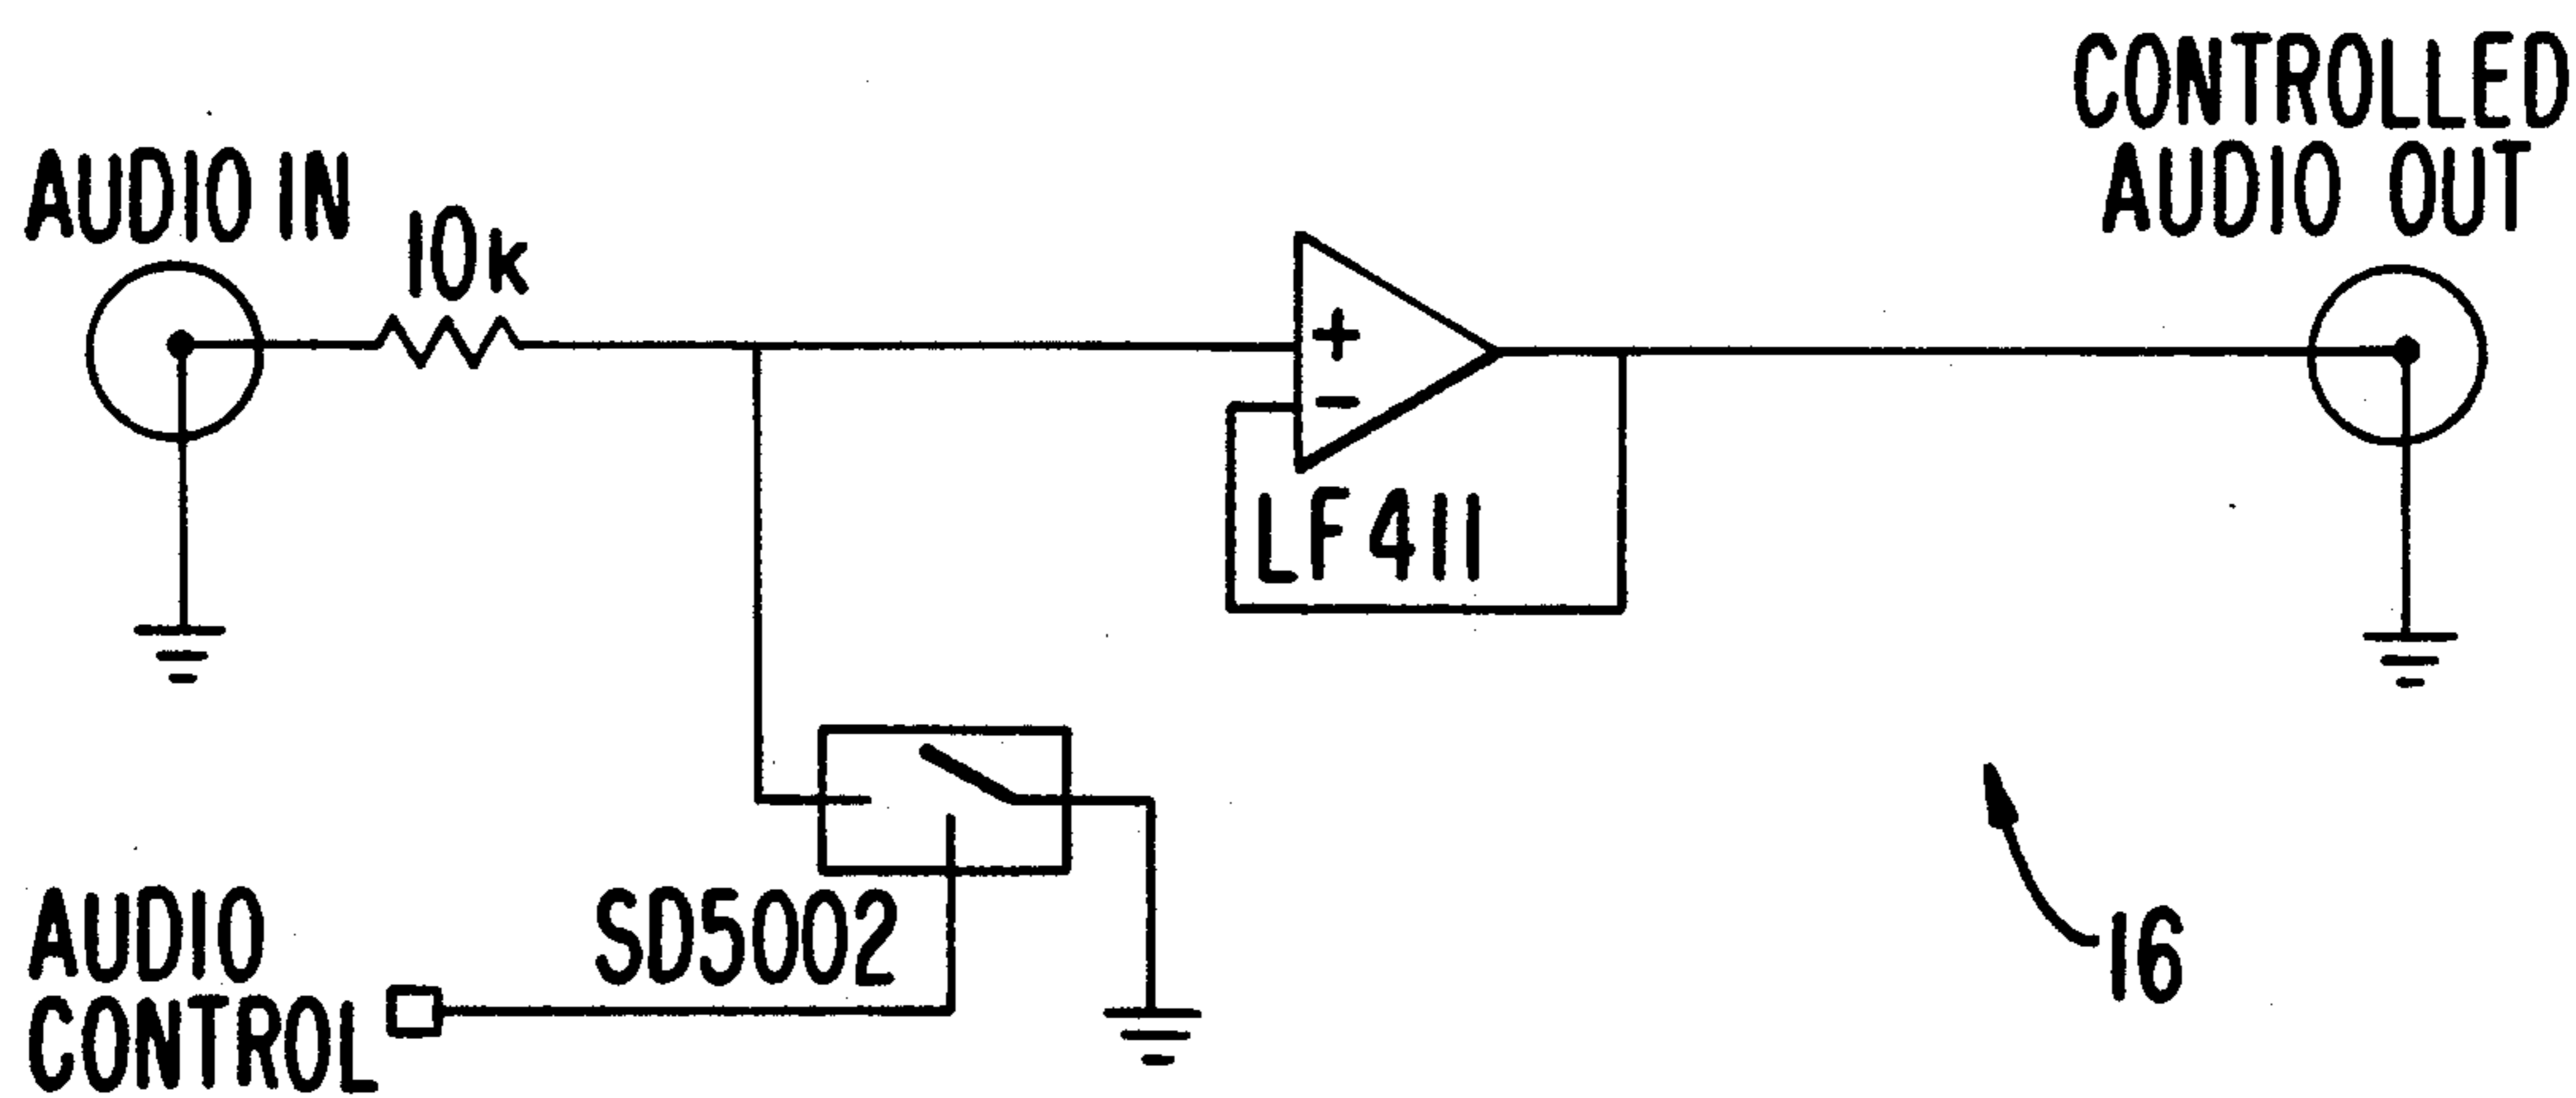 AUDIO IN
10k
CONTROLLED
AUDIO OUT
+
-
LF411
SD5002
AUDIO
CONTROL
16